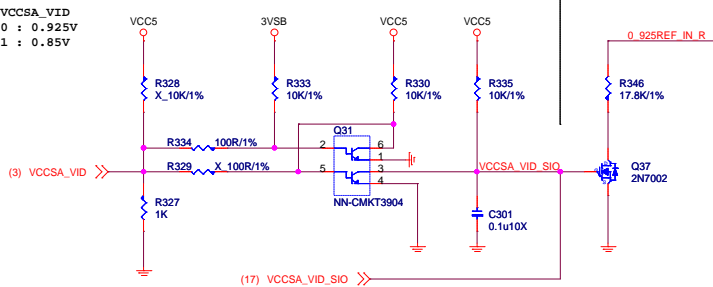 VCCSA_VID
0 : 0.925V
1 : 0.85V
VCC5
3VSB
VCC5
VCC5
0_925REF_IN_R
R328
X_10K/1%
R333
10K/1%
R330
10K/1%
R335
10K/1%
R346
17.8K/1%
Q31
R334
100R/1%
2
6
1
R329
X_100R/1%
5
3
4
(3) VCCSA_VID
VCCSA_VID_SIO
Q37
2N7002
NN-CMKT3904
R327
1K
C301
0.1u10X
(17) VCCSA_VID_SIO